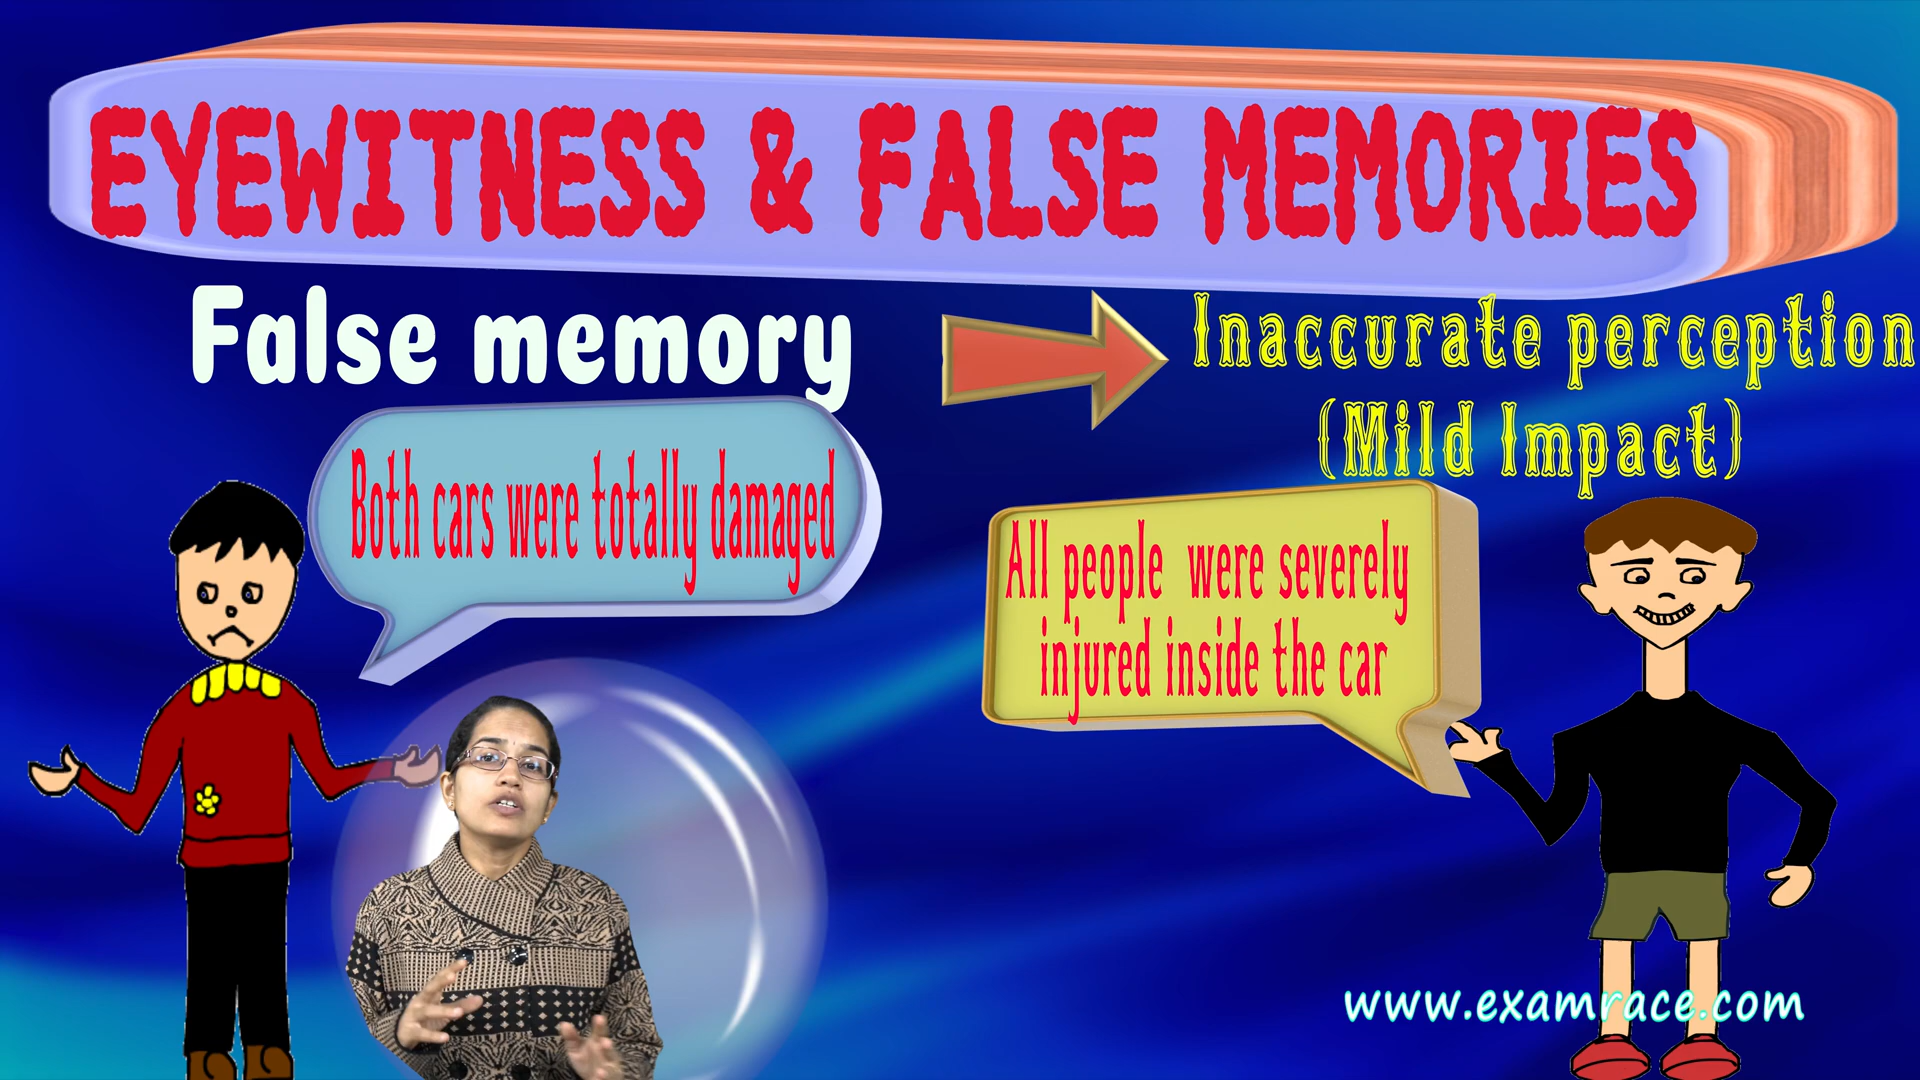 EYEWITNESS & FALSE MEMORIES
False memory
Inaccurate perception
(Mild Impact)
Both cars were totally damaged
All people were severely
injured inside the car
www.examrace.com